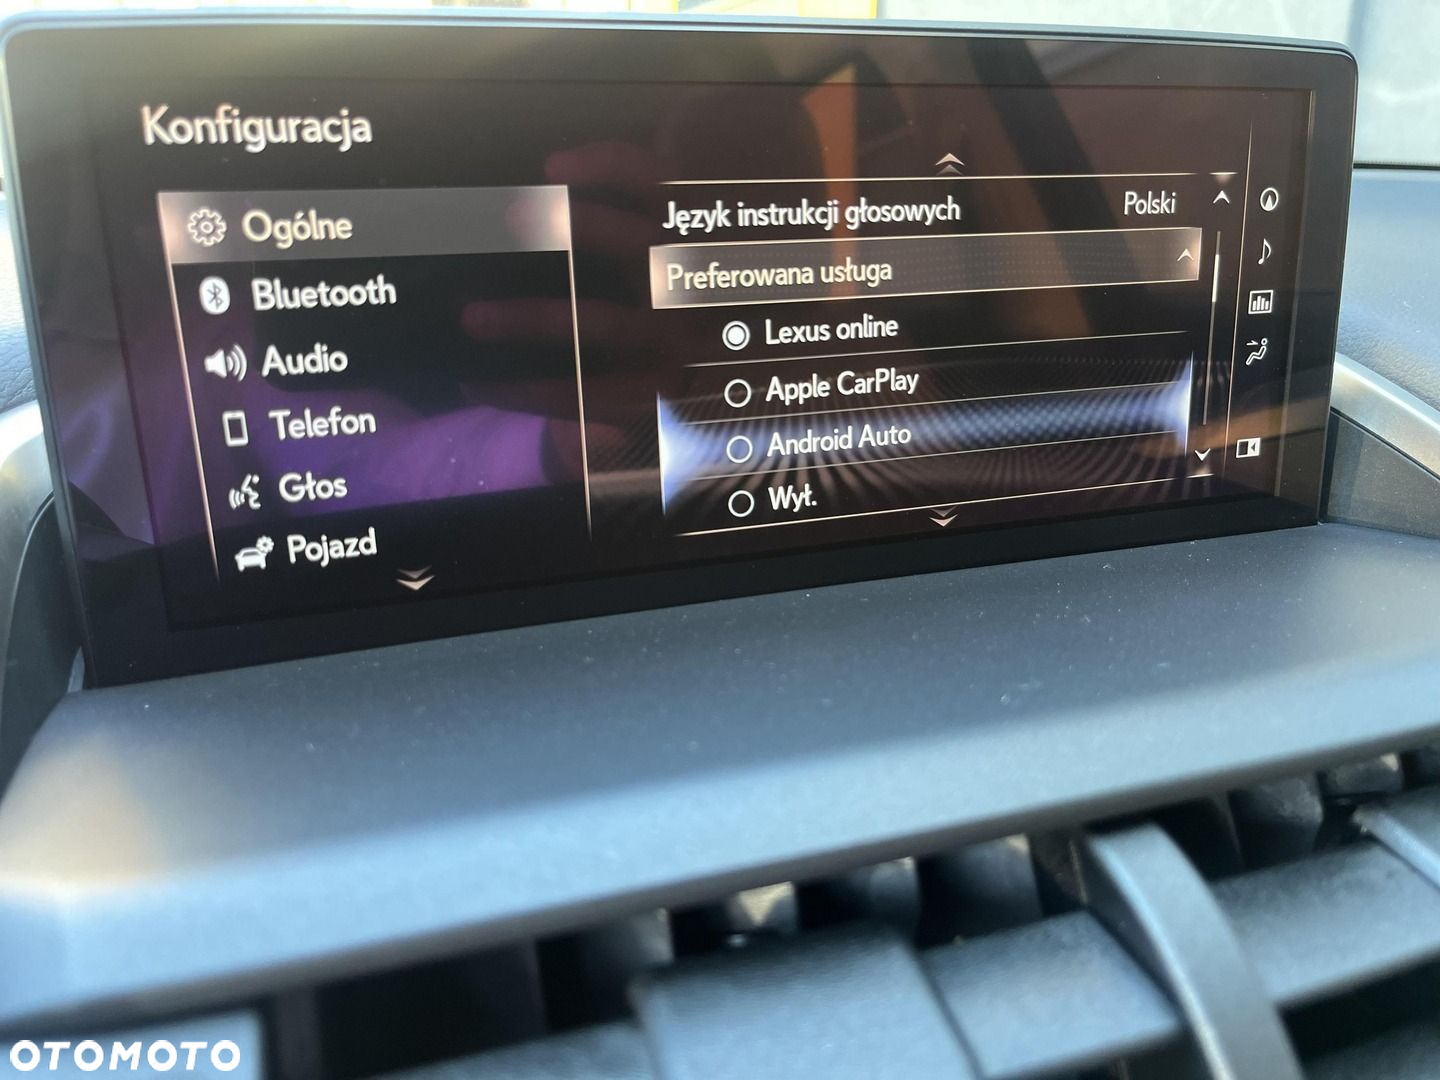 Konfiguracja
Ogólne
Bluetooth
Audio
Telefon
Głos
Pojazd
Język instrukcji głosowych Polski
Preferowana usługa
Lexus online
Apple CarPlay
Android Auto
Wył.
OTOMOTO